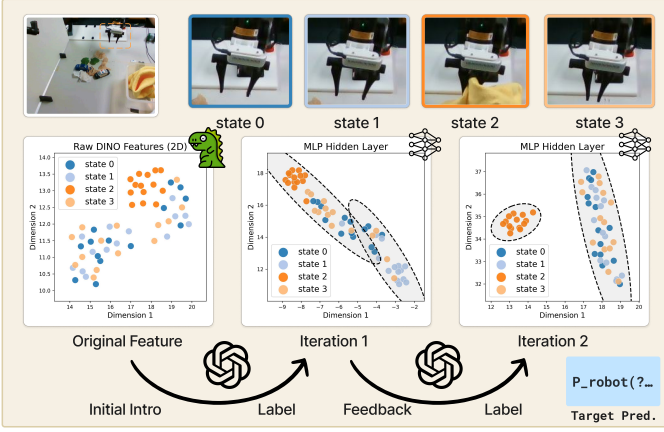 state 0
state 1
state 2
state 3
Raw DINO Features (2D)
state 0
state 1
state 2
state 3
Dimension 2
14.0
13.5
13.0
12.5
12.0
11.5
11.0
10.5
10.0
14 15 16 17 18 19 20
Dimension 1
MLP Hidden Layer
Dimension 2
18
16
14
12
state 0
state 1
state 2
state 3
−9 −8 −7 −6 −5 −4 −3 −2
Dimension 1
MLP Hidden Layer
Dimension 2
37
36
35
34
33
32
state 0
state 1
state 2
state 3
12 13 14 15 16 17 18 19 20
Dimension 1
Original Feature
Iteration 1
Iteration 2
Initial Intro
Label
Feedback
Label
P_robot(?…
Target Pred.